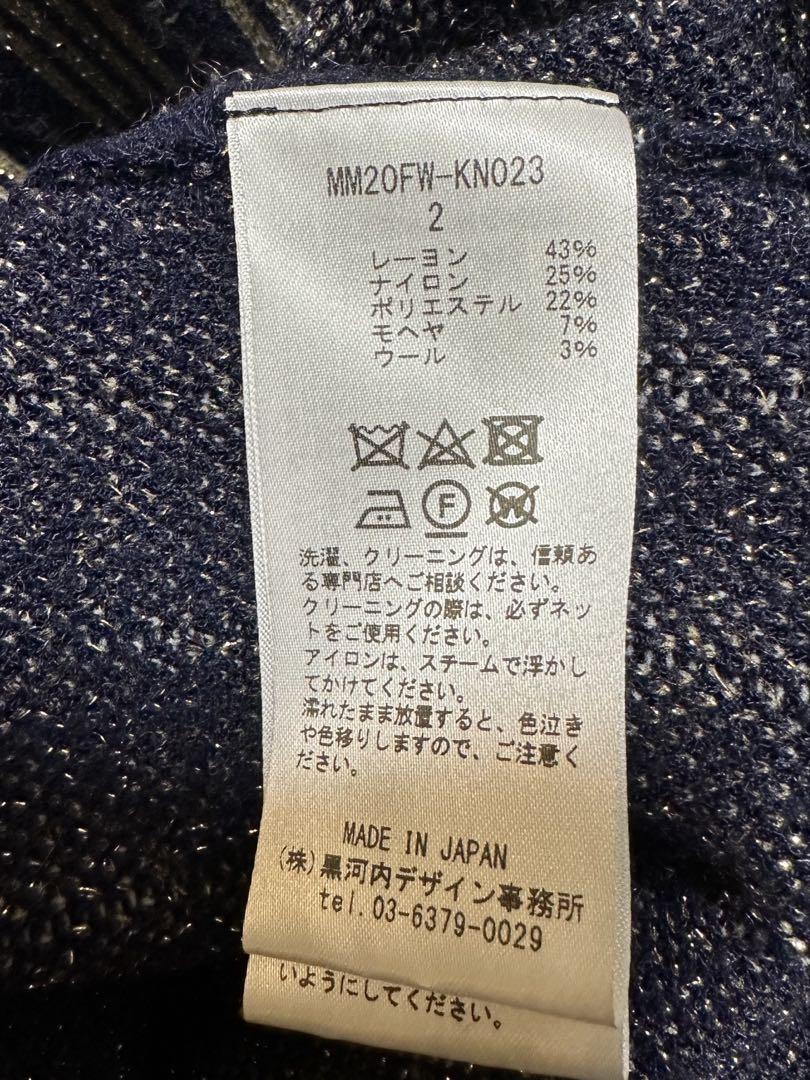 MM20FW-KN023
2
レーヨン 43%
ナイロン 25%
ポリエステル 22%
モヘヤ 7%
ウール 3%
F
W
洗濯、クリーニングは、信頼あ
る専門店へご相談ください。
クリーニングの際は、必ずネッ
トをご使用ください。
アイロンは、スチームで浮かし
てかけてください。
濡れたまま放置すると、色泣き
や色移りしますので、ご注意く
ださい。
MADE IN JAPAN
(株)黒河内デザイン事務所
tel.03-6379-0029
いようにしてください。